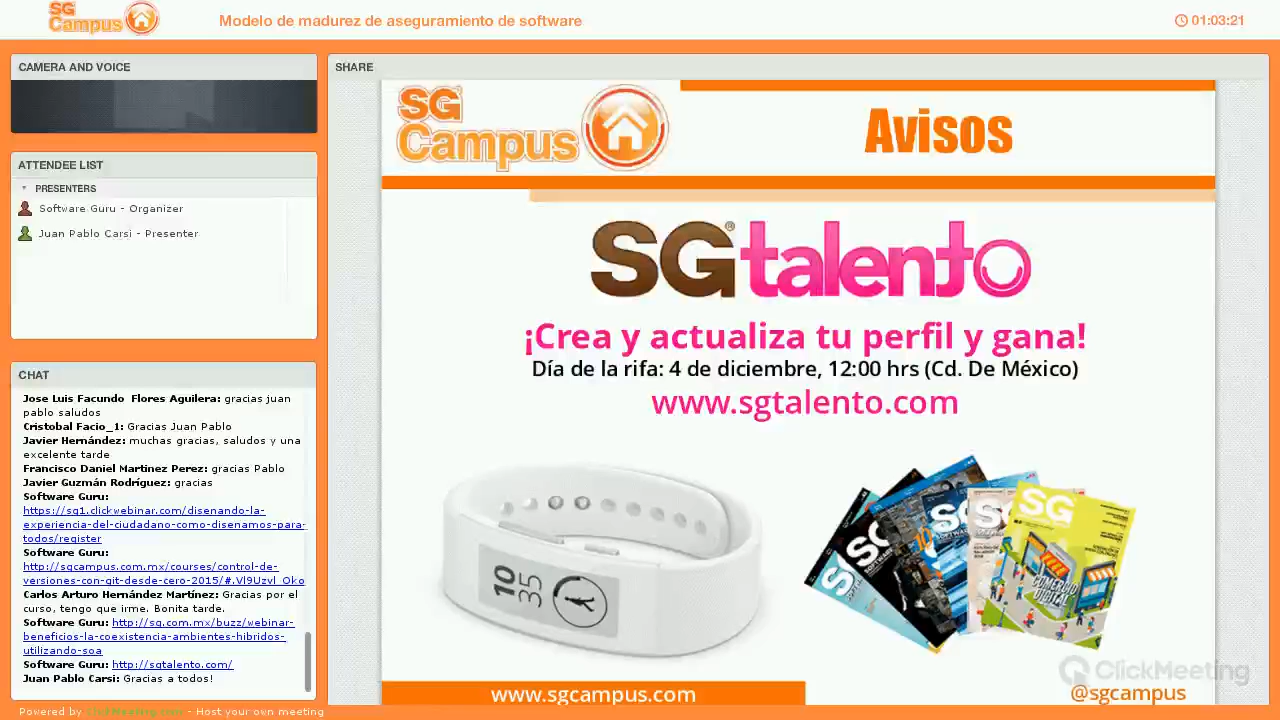 SG Campus
Modelo de madurez de aseguramiento de software
01:03:21
CAMERA AND VOICE
ATTENDEE LIST
PRESENTERS
Software Guru - Organizer
Juan Pablo Carsi - Presenter
CHAT
Jose Luis Facundo Flores Aguilera: gracias juan
pablo saludos
Cristobal Facio_1: Gracias Juan Pablo
Javier Hernández: muchas gracias, saludos y una
excelente tarde
Francisco Daniel Martinez Perez: gracias Pablo
Javier Guzmán Rodríguez: gracias
Software Guru:
https://sg1.clickwebinar.com/disenando-la-
experiencia-del-ciudadano-como-disenamos-para-
todos/register
Software Guru:
http://sgcampus.com.mx/courses/control-de-
versiones-con-git-desde-cero-2015/#.Vl9Uzvl_Oko
Carlos Arturo Hernández Martínez: Gracias por el
curso, tengo que irme. Bonita tarde.
Software Guru: http://sg.com.mx/buzz/webinar-
beneficios-la-coexistencia-ambientes-hibridos-
utilizando-soa
Software Guru: http://sgtalento.com/
Juan Pablo Carsi: Gracias a todos!
Powered by ClickMeeting.com - Host your own meeting
SHARE
SG
Campus
Avisos
SG® talento
¡Crea y actualiza tu perfil y gana!
Día de la rifa: 4 de diciembre, 12:00 hrs (Cd. De México)
www.sgtalento.com
10
35
SG
COMERCIO
DIGITAL
ClickMeeting
www.sgcampus.com
@sgcampus